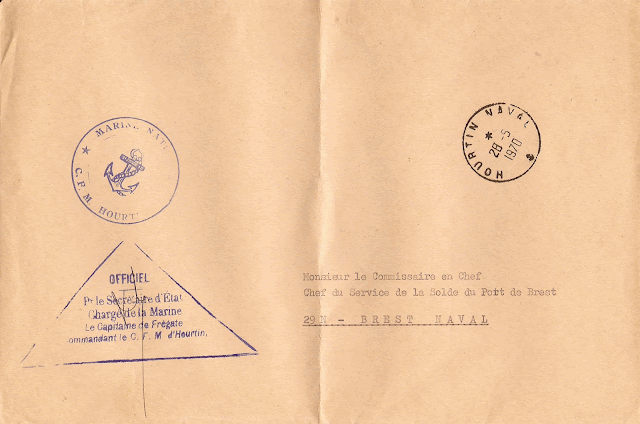 ★ MARINE NAT
C. F. M. HOURT
HOURTIN NAVAL
*
28-5
1970
OFFICIEL
Pr le Secrétaire d'État
Chargé de la Marine
Le Capitaine de Frégate
ommandant le C. F. M d'Hourtin.
Monsieur le Commissaire en Chef
Chef du Service de la Solde du Port de Brest
29 N - BREST NAVAL